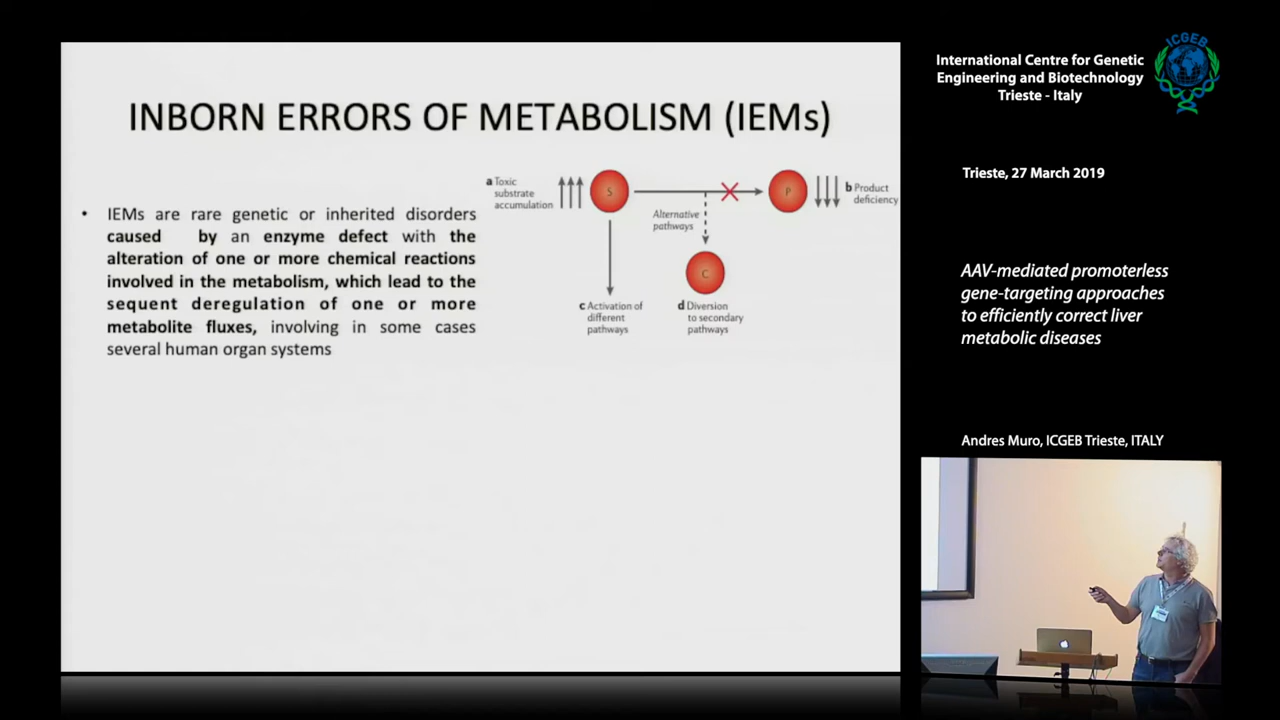 INBORN ERRORS OF METABOLISM (IEMs)
• IEMs are rare genetic or inherited disorders
caused by an enzyme defect with the
alteration of one or more chemical reactions
involved in the metabolism, which lead to the
sequent deregulation of one or more
metabolite fluxes, involving in some cases
several human organ systems
a Toxic
substrate
accumulation
S
P
b Product
deficiency
Alternative
pathways
C
c Activation of
different
pathways
d Diversion
to secondary
pathways
International Centre for Genetic
Engineering and Biotechnology
Trieste - Italy
ICGEB
Trieste, 27 March 2019
AAV-mediated promoterless
gene-targeting approaches
to efficiently correct liver
metabolic diseases
Andres Muro, ICGEB Trieste, ITALY